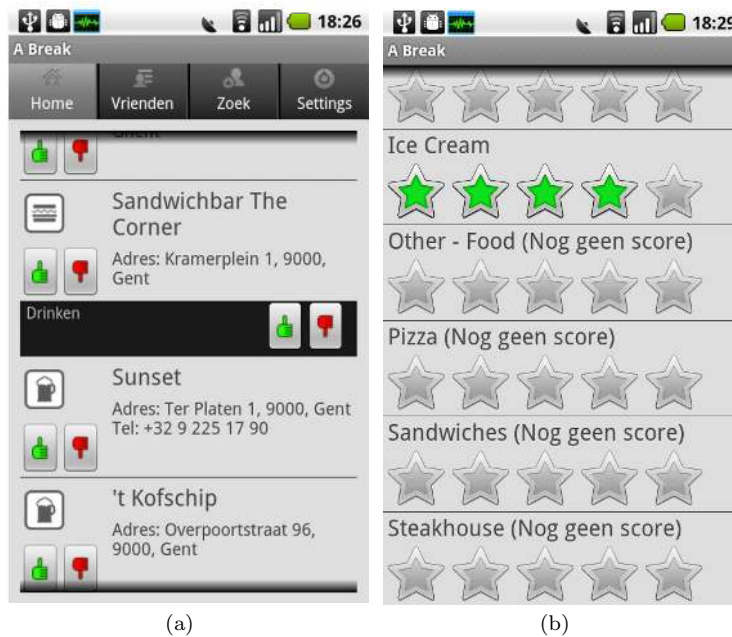 18:26
A Break
Home Vrienden Zoek Settings
Sandwichbar The
Corner
Adres: Kramerplein 1, 9000,
Gent
Drinken
Sunset
Adres: Ter Platen 1, 9000, Gent
Tel: +32 9 225 17 90
't Kofschip
Adres: Overpoortstraat 96,
9000, Gent
(a)
18:29
A Break
Ice Cream
Other - Food (Nog geen score)
Pizza (Nog geen score)
Sandwiches (Nog geen score)
Steakhouse (Nog geen score)
(b)